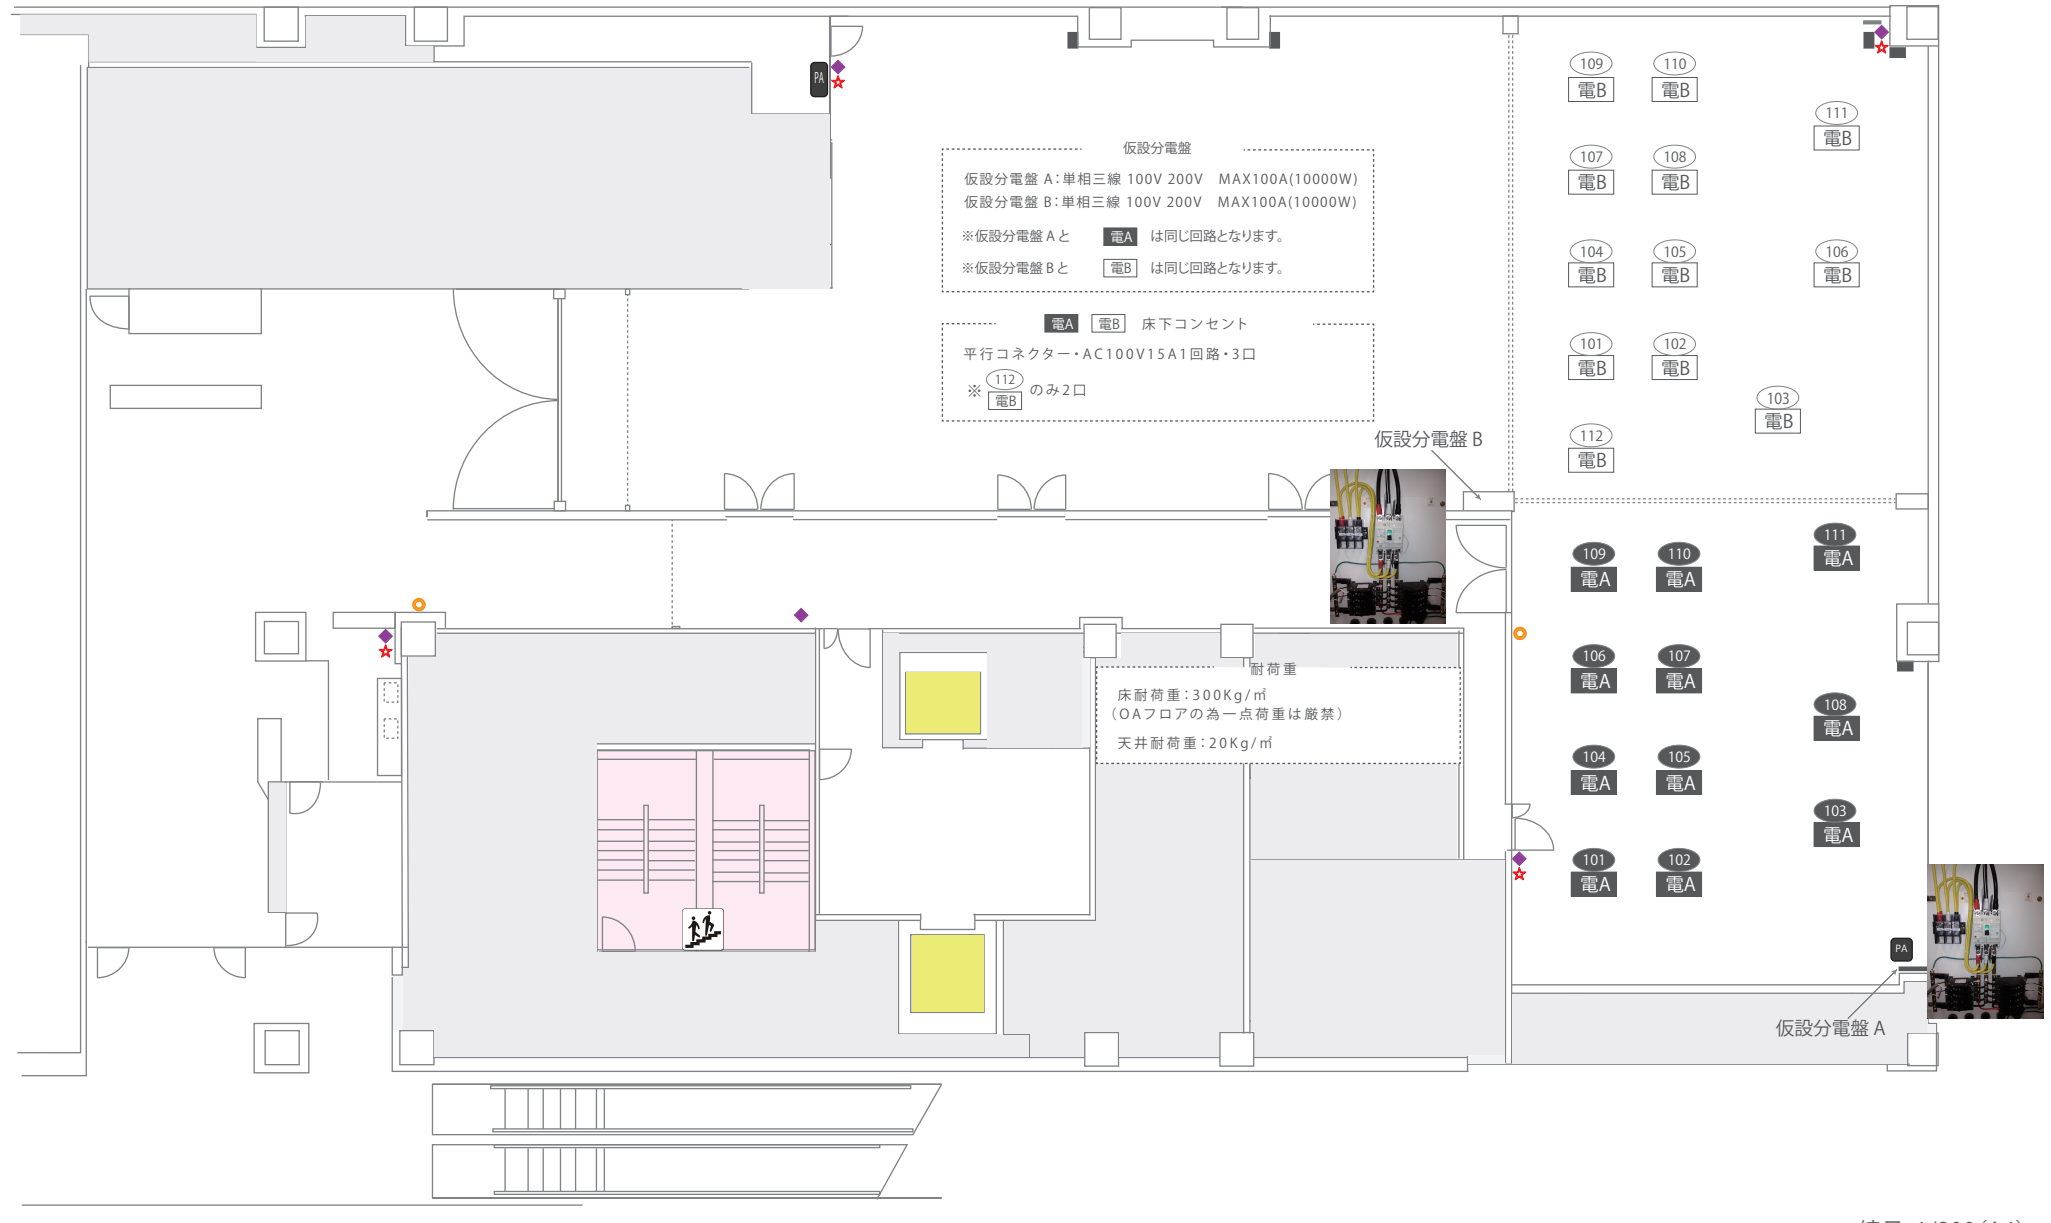 PA
109 110
電B 電B
111
電B
仮設分電盤
107 108
電B 電B
仮設分電盤 A：単相三線 100V 200V　MAX100A(10000W)
仮設分電盤 B：単相三線 100V 200V　MAX100A(10000W)
※仮設分電盤 A と 電A は同じ回路となります。
※仮設分電盤 B と 電B は同じ回路となります。
104 105 106
電B 電B 電B
電A 電B 床下コンセント
平行コネクター・AC100V15A1回路・3口
※ 112 電B のみ2口
101 102
電B 電B
103
電B
仮設分電盤 B
112
電B
111
電A
109 110
電A 電A
106 107
電A 電A
耐荷重
床耐荷重：300Kg/㎡
（OAフロアの為一点荷重は厳禁）
天井耐荷重：20Kg/㎡
108
電A
104 105
電A 電A
103
電A
101 102
電A 電A
PA
仮設分電盤 A